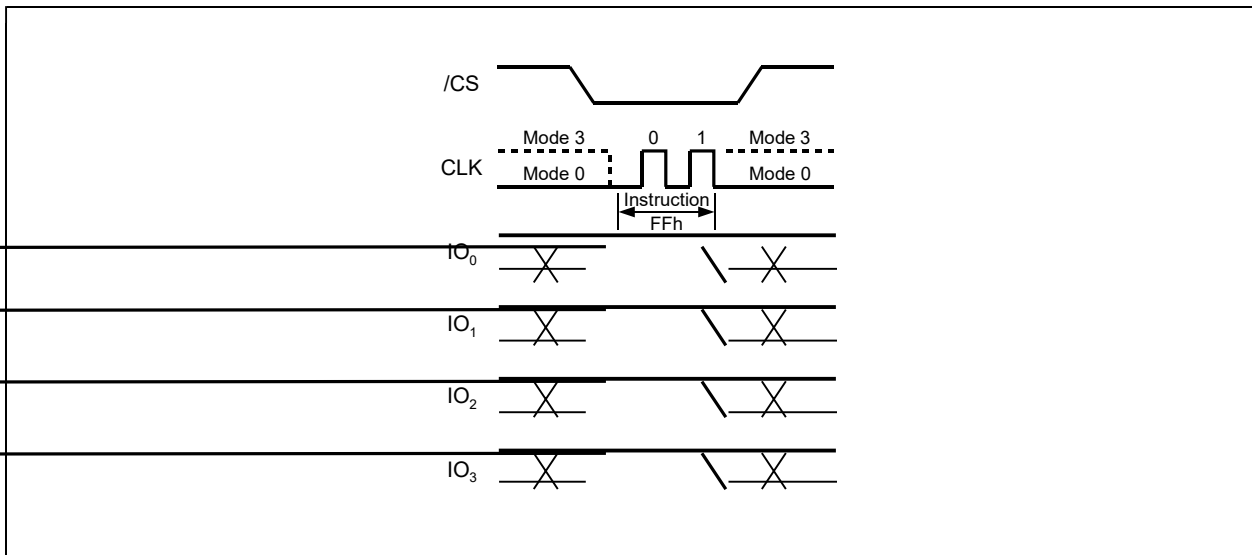 /CS
Mode 3 0 1 Mode 3
CLK
Mode 0 Mode 0
Instruction
FFh
IO₀
IO₁
IO₂
IO₃